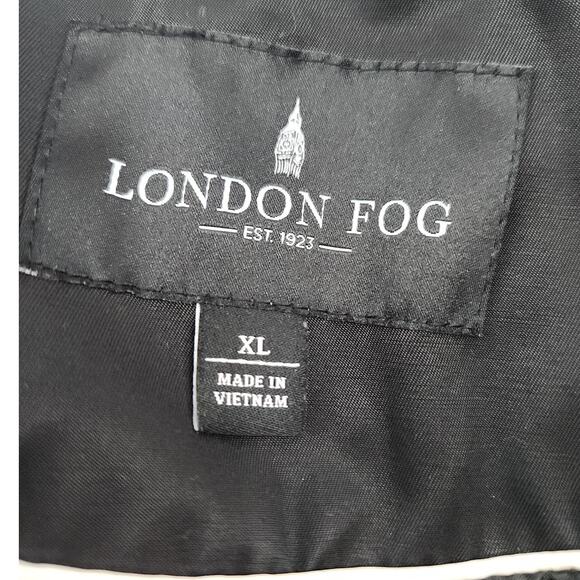 LONDON FOG
EST. 1923
XL
MADE IN
VIETNAM